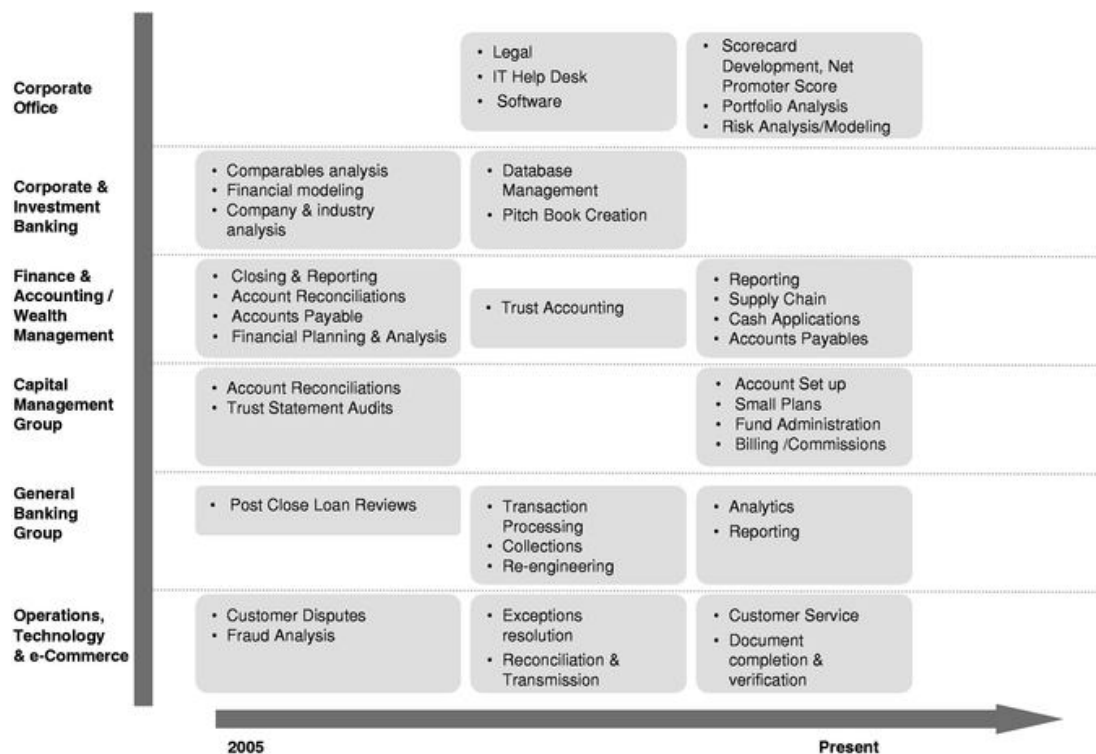 Corporate
Office
• Legal
• IT Help Desk
• Software
• Scorecard
Development, Net
Promoter Score
• Portfolio Analysis
• Risk Analysis/Modeling
Corporate &
Investment
Banking
• Comparables analysis
• Financial modeling
• Company & industry
analysis
• Database
Management
• Pitch Book Creation
Finance &
Accounting /
Wealth
Management
• Closing & Reporting
• Account Reconciliations
• Accounts Payable
• Financial Planning & Analysis
• Trust Accounting
• Reporting
• Supply Chain
• Cash Applications
• Accounts Payables
Capital
Management
Group
• Account Reconciliations
• Trust Statement Audits
• Account Set up
• Small Plans
• Fund Administration
• Billing /Commissions
General
Banking
Group
• Post Close Loan Reviews
• Transaction
Processing
• Collections
• Re-engineering
• Analytics
• Reporting
Operations,
Technology
& e-Commerce
• Customer Disputes
• Fraud Analysis
• Exceptions
resolution
• Reconciliation &
Transmission
• Customer Service
• Document
completion &
verification
2005
Present